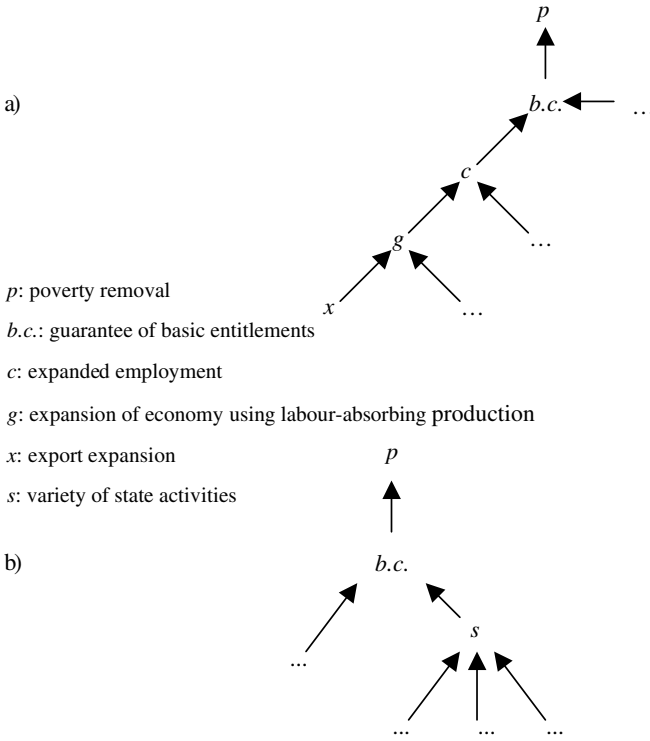 p
a)
b.c.
...
c
g
...
x
...
p: poverty removal
b.c.: guarantee of basic entitlements
c: expanded employment
g: expansion of economy using labour-absorbing production
x: export expansion
p
s: variety of state activities
b)
b.c.
s
...
... ... ...